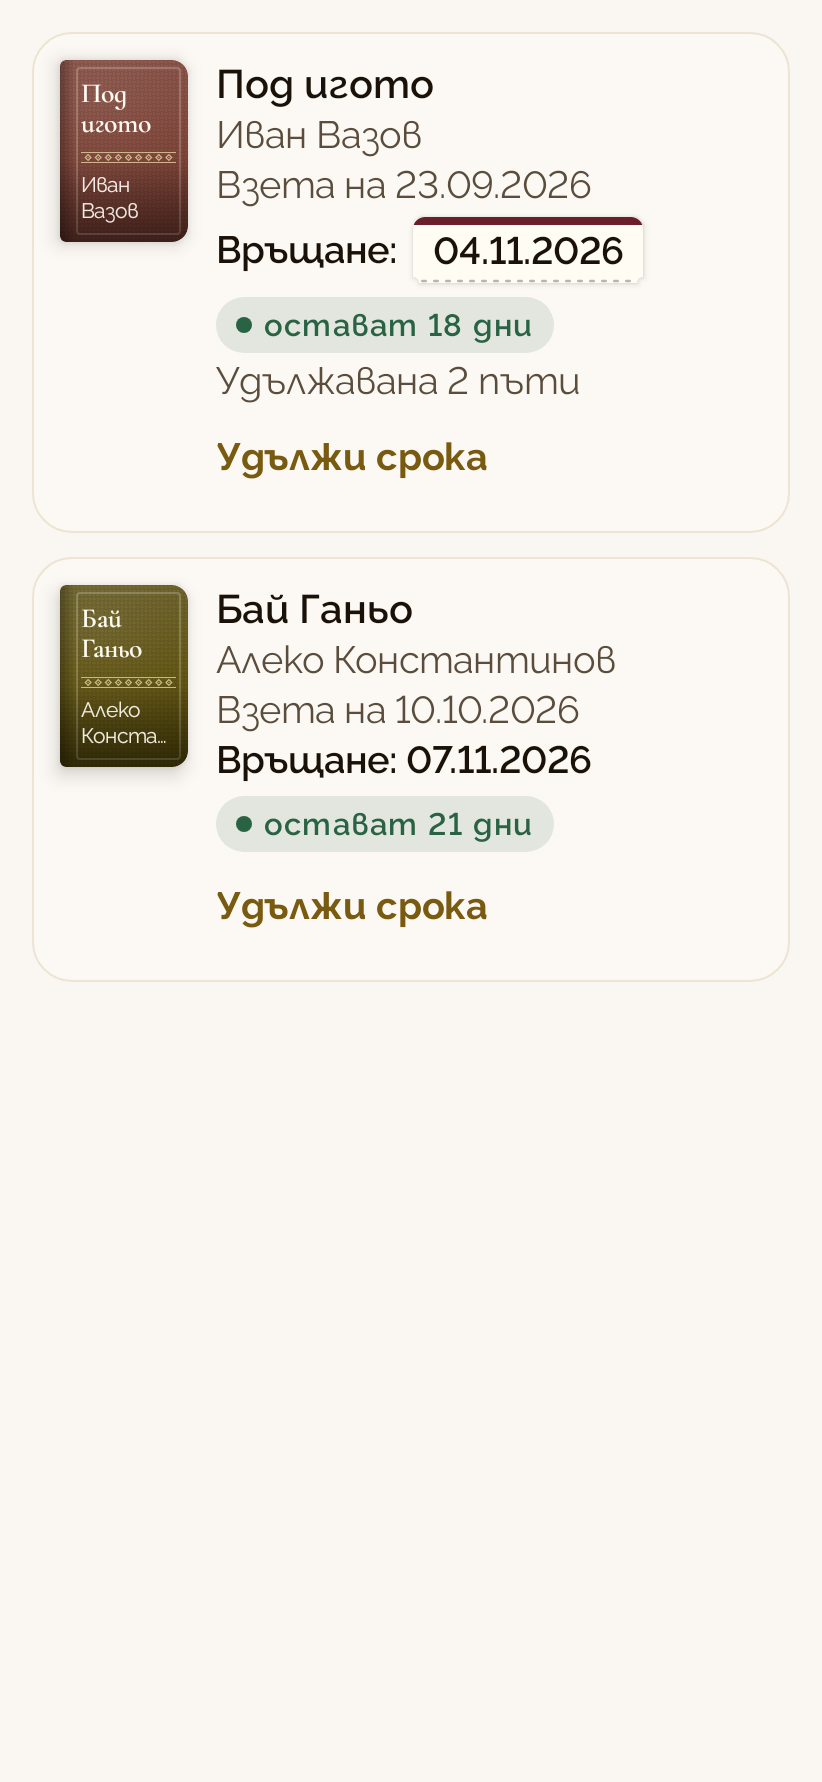 Под
игото
Иван
Вазов
Под игото
Иван Вазов
Взета на 23.09.2026
Връщане: 04.11.2026
остават 18 дни
Удължавана 2 пъти
Удължи срока
Бай
Ганьо
Алеко
Конста...
Бай Ганьо
Алеко Константинов
Взета на 10.10.2026
Връщане: 07.11.2026
остават 21 дни
Удължи срока